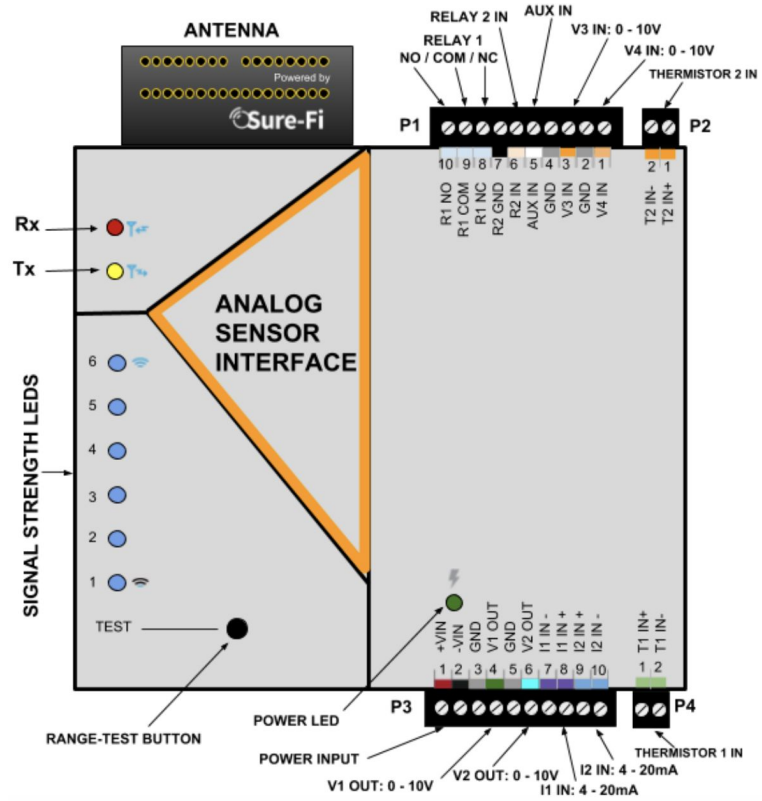 ANTENNA
Powered by
Sure-Fi
RELAY 2 IN
AUX IN
RELAY 1
NO / COM / NC
V3 IN: 0 - 10V
V4 IN: 0 - 10V
THERMISTOR 2 IN
P1
P2
10 9 8 7 6 5 4 3 2 1
R1 NO
R1 COM
R1 NC
R2 GND
R2 IN
AUX IN
GND
V3 IN
GND
V4 IN
2 1
T2 IN-
T2 IN+
Rx
Tx
ANALOG
SENSOR
INTERFACE
SIGNAL STRENGTH LEDS
6
5
4
3
2
1
TEST
+VIN
-VIN
GND
V1 OUT
GND
V2 OUT
I1 IN -
I1 IN +
I2 IN +
I2 IN -
1 2 3 4 5 6 7 8 9 10
T1 IN+
T1 IN-
1 2
P3
P4
POWER LED
RANGE-TEST BUTTON
POWER INPUT
V1 OUT: 0 - 10V
V2 OUT: 0 - 10V
I1 IN: 4 - 20mA
I2 IN: 4 - 20mA
THERMISTOR 1 IN